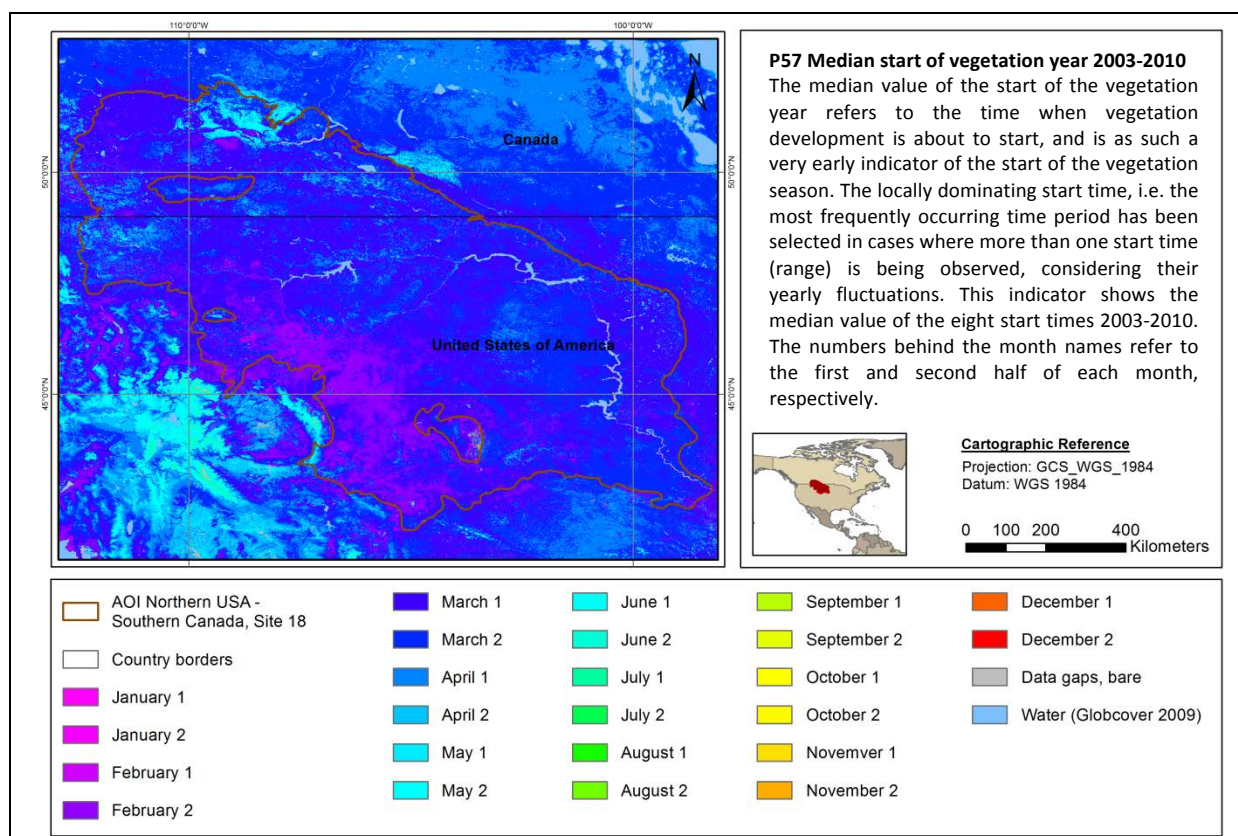 110°0'0"W
100°0'0"W
N
Canada
50°0'0"N
50°0'0"N
United States of America
45°0'0"N
45°0'0"N
P57 Median start of vegetation year 2003-2010
The median value of the start of the vegetation
year refers to the time when vegetation
development is about to start, and is as such a
very early indicator of the start of the vegetation
season. The locally dominating start time, i.e. the
most frequently occurring time period has been
selected in cases where more than one start time
(range) is being observed, considering their
yearly fluctuations. This indicator shows the
median value of the eight start times 2003-2010.
The numbers behind the month names refer to
the first and second half of each month,
respectively.
Cartographic Reference
Projection: GCS_WGS_1984
Datum: WGS 1984
0 100 200 400
Kilometers
AOI Northern USA -
Southern Canada, Site 18
Country borders
January 1
January 2
February 1
February 2
March 1
March 2
April 1
April 2
May 1
May 2
June 1
June 2
July 1
July 2
August 1
August 2
September 1
September 2
October 1
October 2
Novemver 1
November 2
December 1
December 2
Data gaps, bare
Water (Globcover 2009)